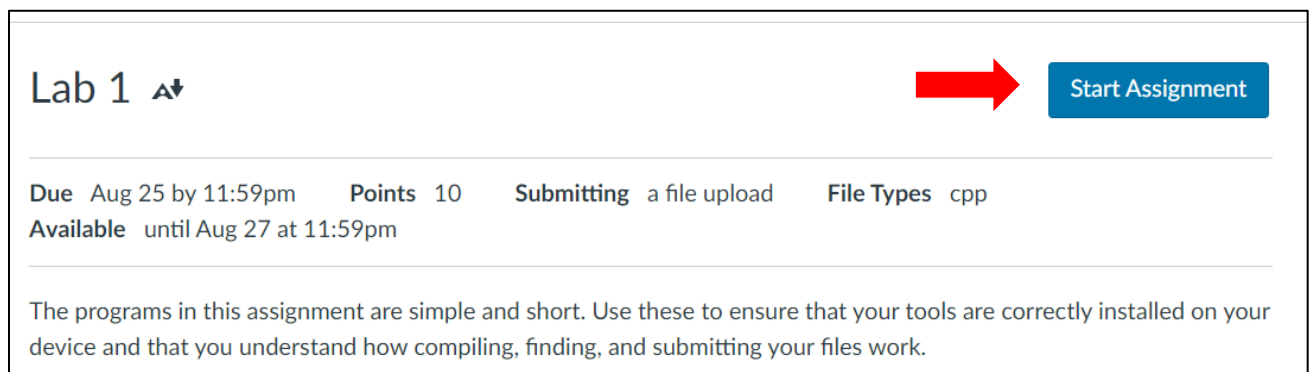 Lab 1
Start Assignment
Due Aug 25 by 11:59pm Points 10 Submitting a file upload File Types cpp
Available until Aug 27 at 11:59pm
The programs in this assignment are simple and short. Use these to ensure that your tools are correctly installed on your
device and that you understand how compiling, finding, and submitting your files work.